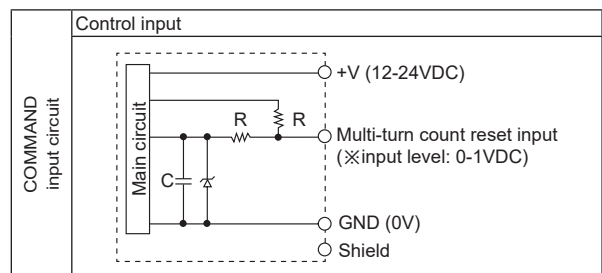 Control input
COMMAND
input circuit
Main circuit
+V (12-24VDC)
R
R
Multi-turn count reset input
(※input level: 0-1VDC)
C
GND (0V)
Shield